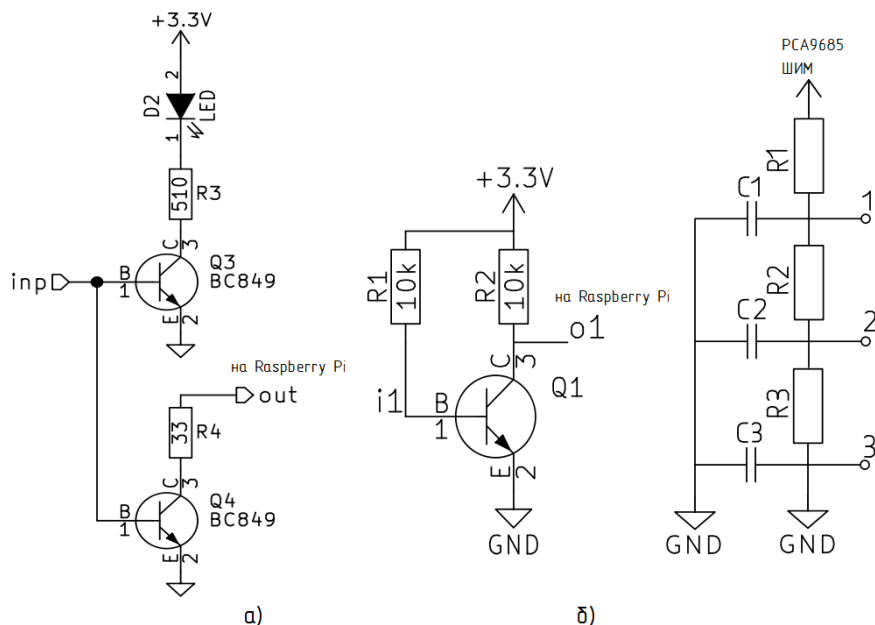 +3.3V
2
D2
LED
1
510
R3
C
3
Q3
BC849
inp
B
1
E
2
на Raspberry Pi
out
33
R4
C
3
Q4
BC849
B
1
E
2
а)
+3.3V
R1
10k
R2
10k
на Raspberry Pi
o1
C
3
Q1
i1
B
1
E
2
GND
б)
PCA9685
ШИМ
R1
C1
1
R2
C2
2
R3
C3
3
GND
GND